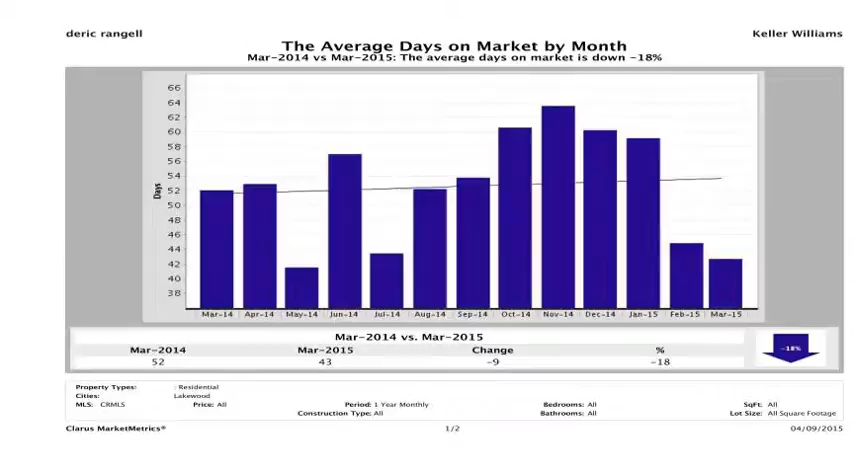 deric rangell Keller Williams
The Average Days on Market by Month
Mar-2014 vs Mar-2015: The average days on market is down -18%
66
64
62
60
58
56
54
52
50
48
46
44
42
40
38
Days
Mar-14 Apr-14 May-14 Jun-14 Jul-14 Aug-14 Sep-14 Oct-14 Nov-14 Dec-14 Jan-15 Feb-15 Mar-15
Mar-2014 vs. Mar-2015
Mar-2014 Mar-2015 Change %
52 43 -9 -18
-18%
Property Types: : Residential
Cities: Lakewood
MLS: CRMLS Price: All Period: 1 Year Monthly Bedrooms: All SqFt: All
Construction Type: All Bathrooms: All Lot Size: All Square Footage
Clarus MarketMetrics® 1/2 04/09/2015